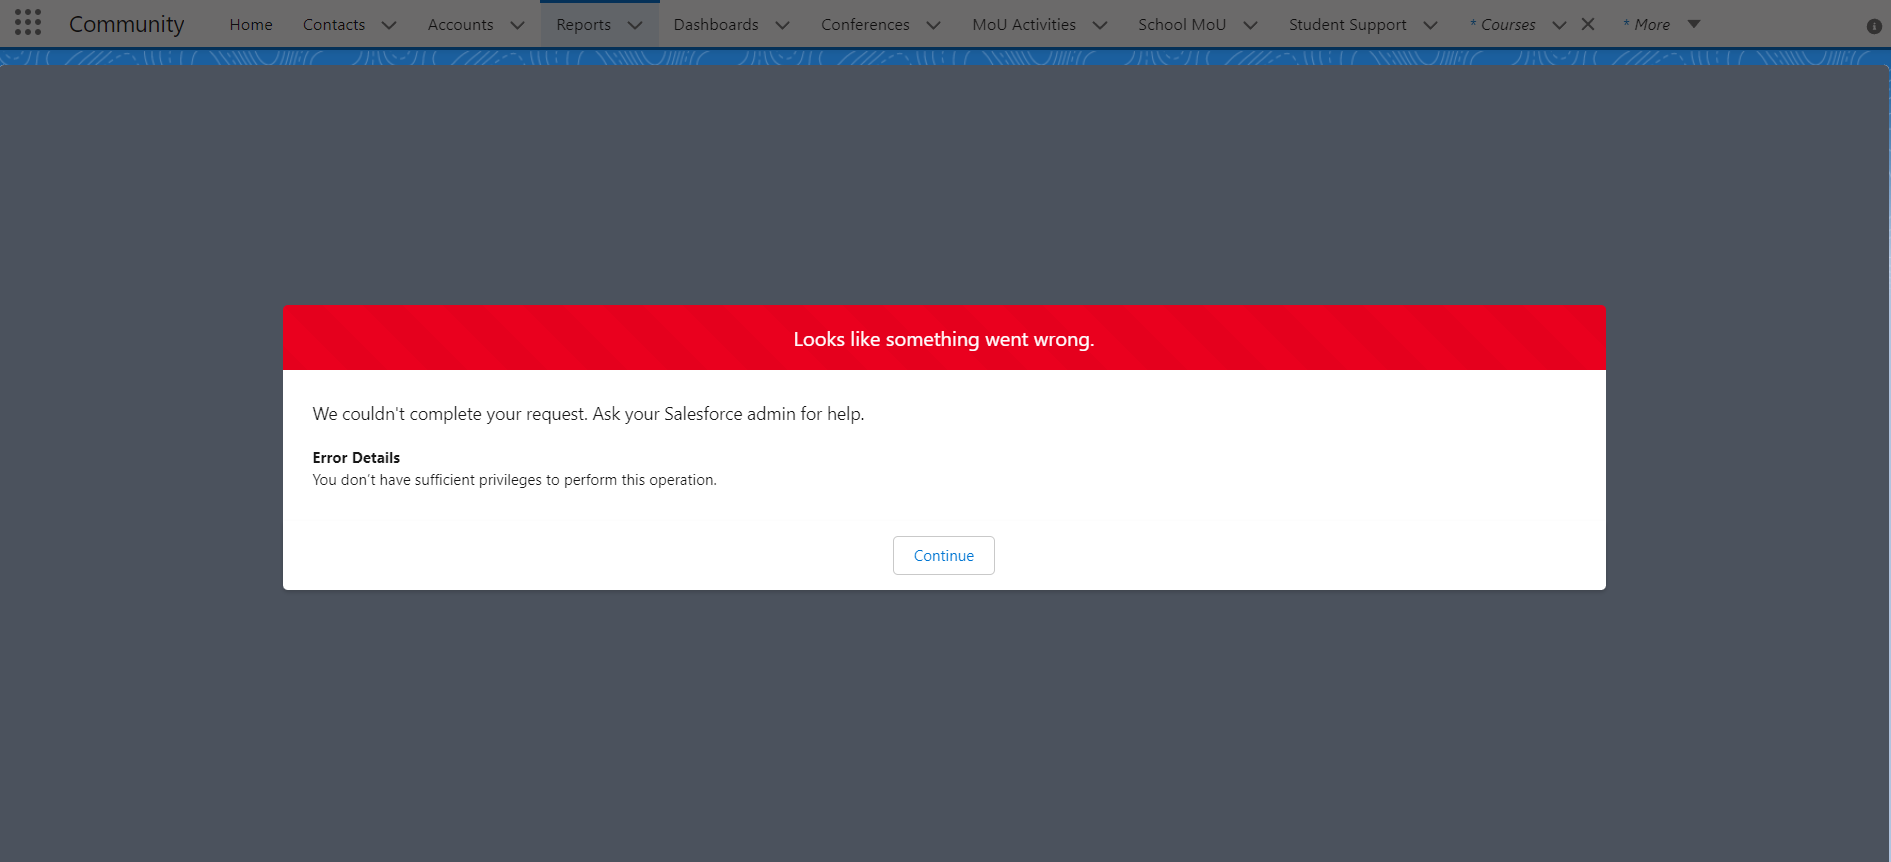 Community Home Contacts Accounts Reports Dashboards Conferences MoU Activities School MoU Student Support * Courses * More
Looks like something went wrong.
We couldn't complete your request. Ask your Salesforce admin for help.
Error Details
You don’t have sufficient privileges to perform this operation.
Continue